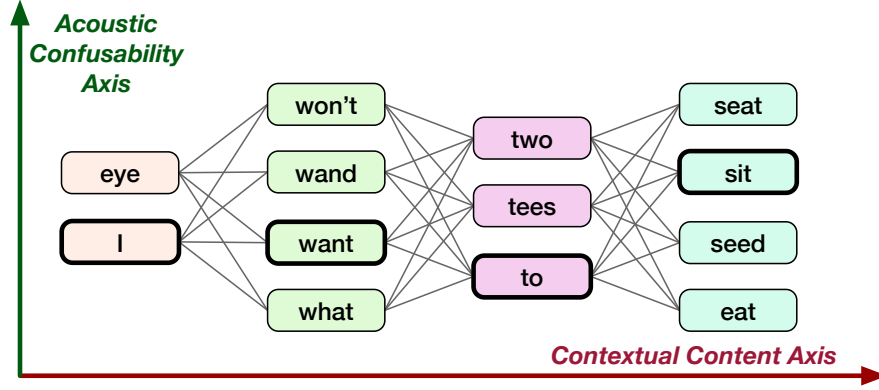 Acoustic
Confusability
Axis
eye
I
won't
wand
want
what
two
tees
to
seat
sit
seed
eat
Contextual Content Axis